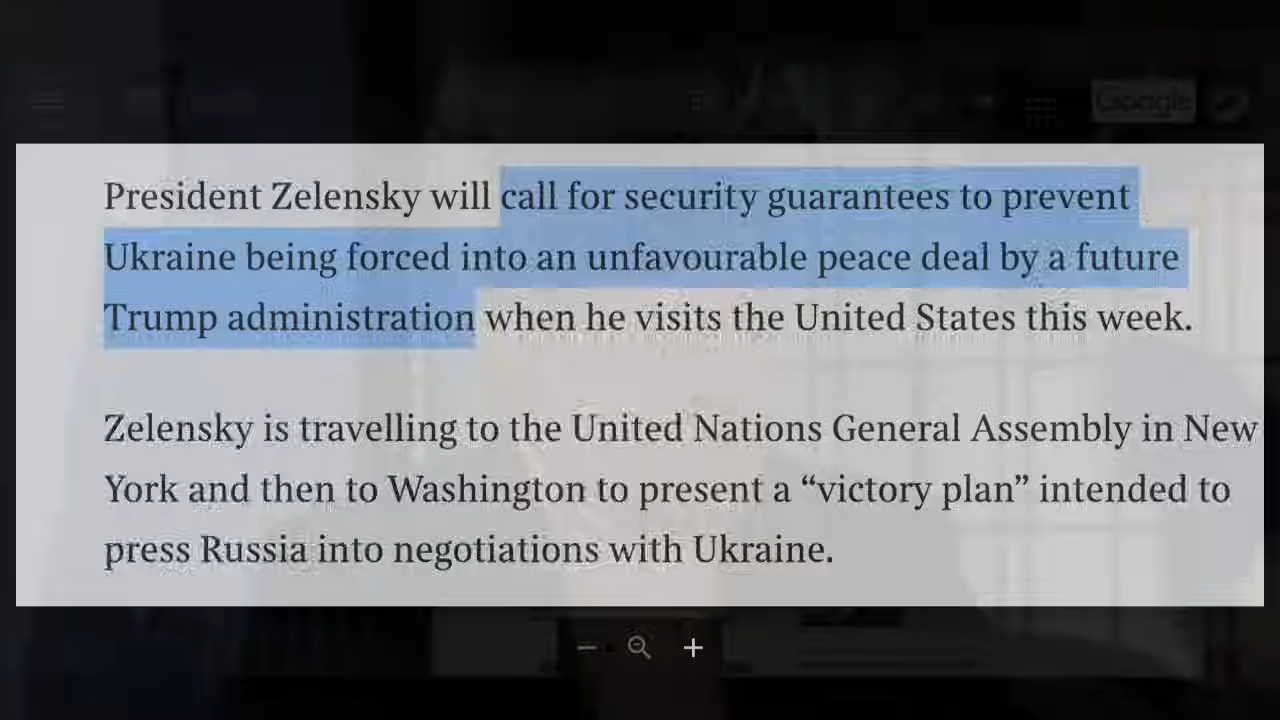 Google
President Zelensky will call for security guarantees to prevent
Ukraine being forced into an unfavourable peace deal by a future
Trump administration when he visits the United States this week.
Zelensky is travelling to the United Nations General Assembly in New
York and then to Washington to present a “victory plan” intended to
press Russia into negotiations with Ukraine.